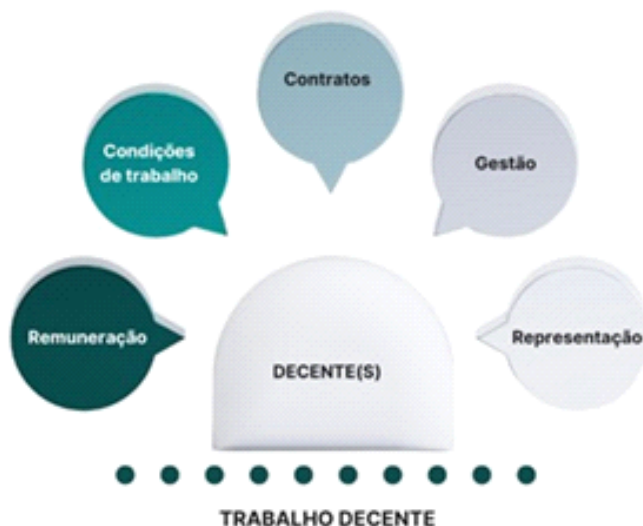 Contratos
Condições
de trabalho
Gestão
Remuneração
Representação
DECENTE(S)
TRABALHO DECENTE